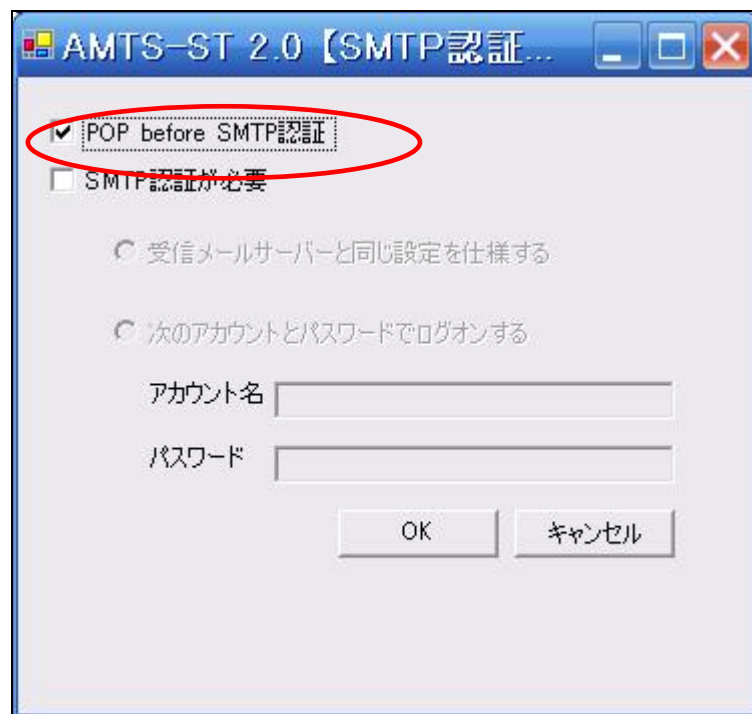 AMTS-ST 2.0【SMTP認証...
POP before SMTP認証
SMTP認証が必要
受信メールサーバーと同じ設定を仕様する
次のアカウントとパスワードでログオンする
アカウント名
パスワード
OK キャンセル